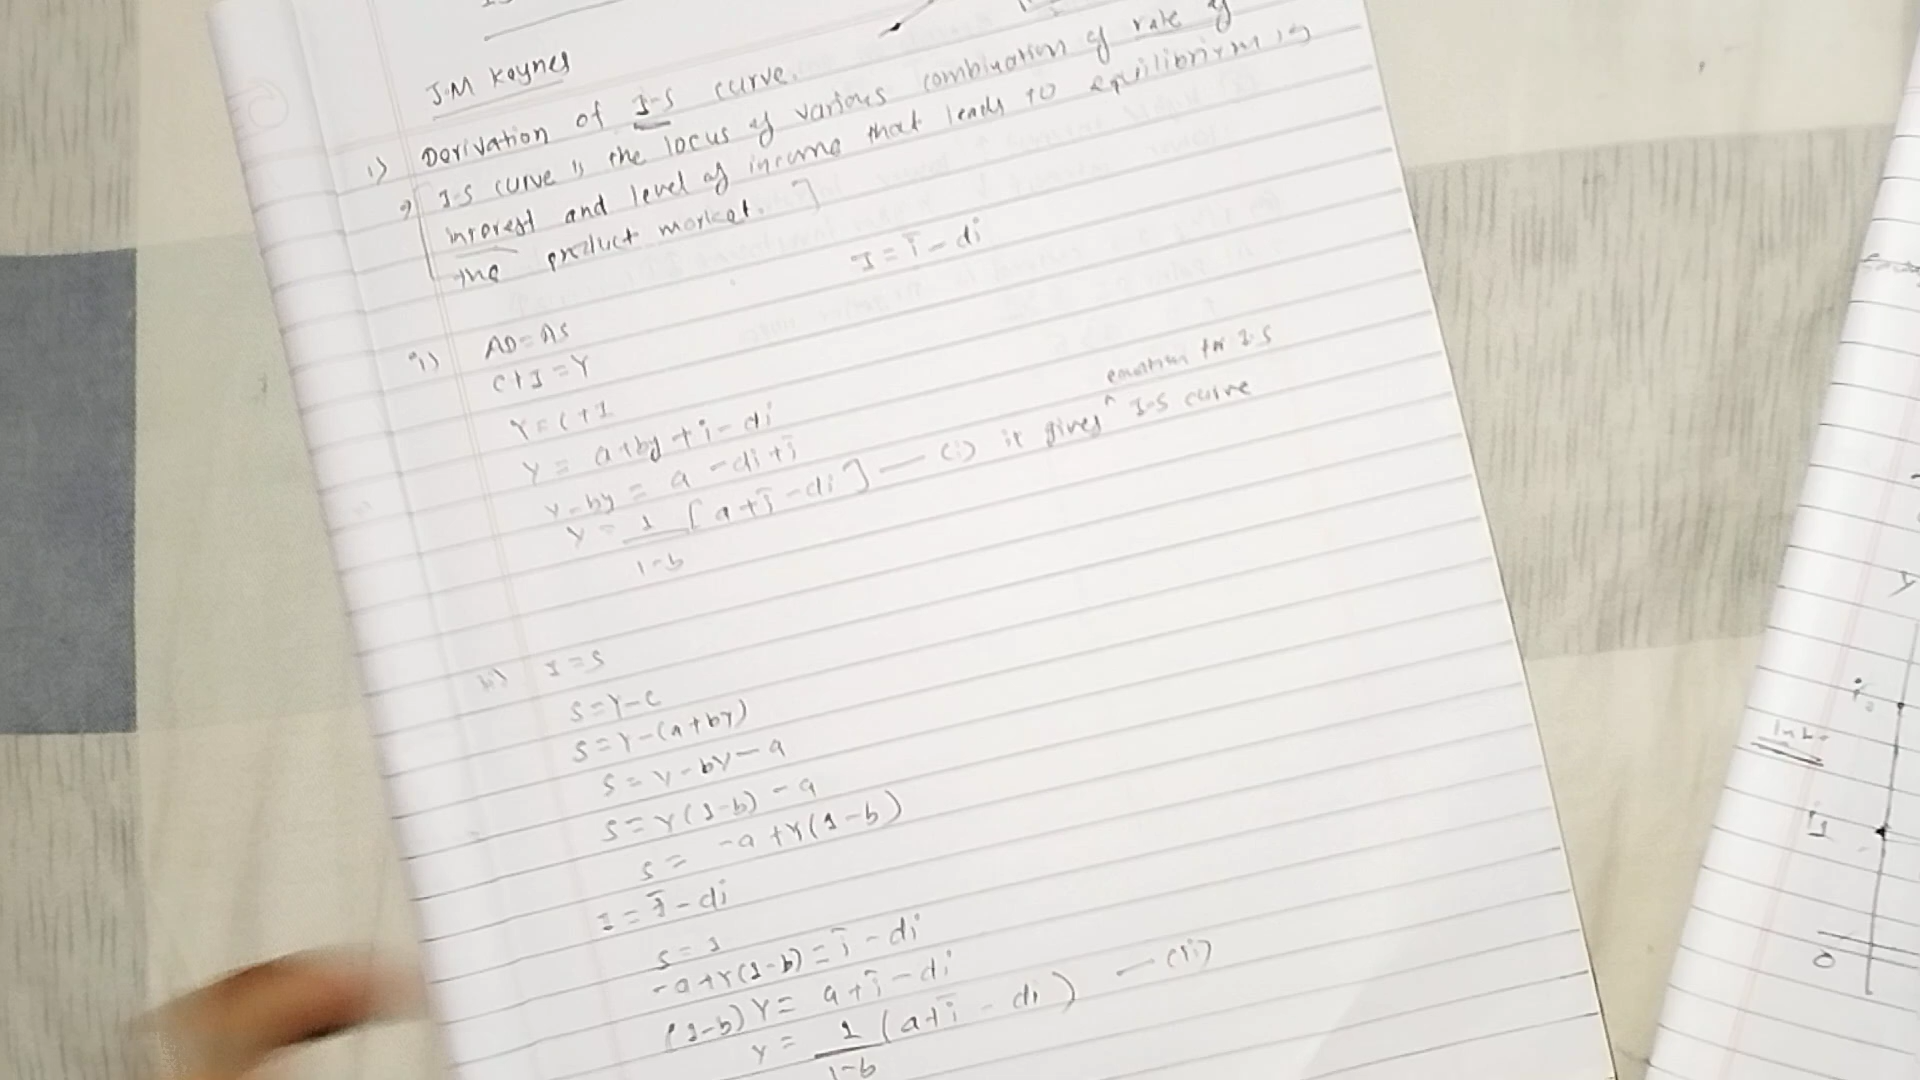 J.M Keynes
1) Derivation of I-S curve.
I-S curve is the locus of various combination of rate of
interest and level of income that leads to equilibrium in
the product market.]
I = Ī - di
i) AD = AS
C+I = Y
Y = C+I
Y = a+by + i - di
Y - by = a - di + ī
Y = 1/1-b [a+ī - di] — (i) it gives ^ I-S curve
equation for I-S
ii) I = S
S = Y-C
S = Y-(a+bY)
S = Y-bY-a
S = Y(1-b) - a
S = -a + Y(1-b)
I = Ī - di
S = I
-a+Y(1-b) = ī - di
(1-b) Y = a+ī - di
Y = 1/1-b (a+ī - di) — (ii)
y
i₂
i1
O